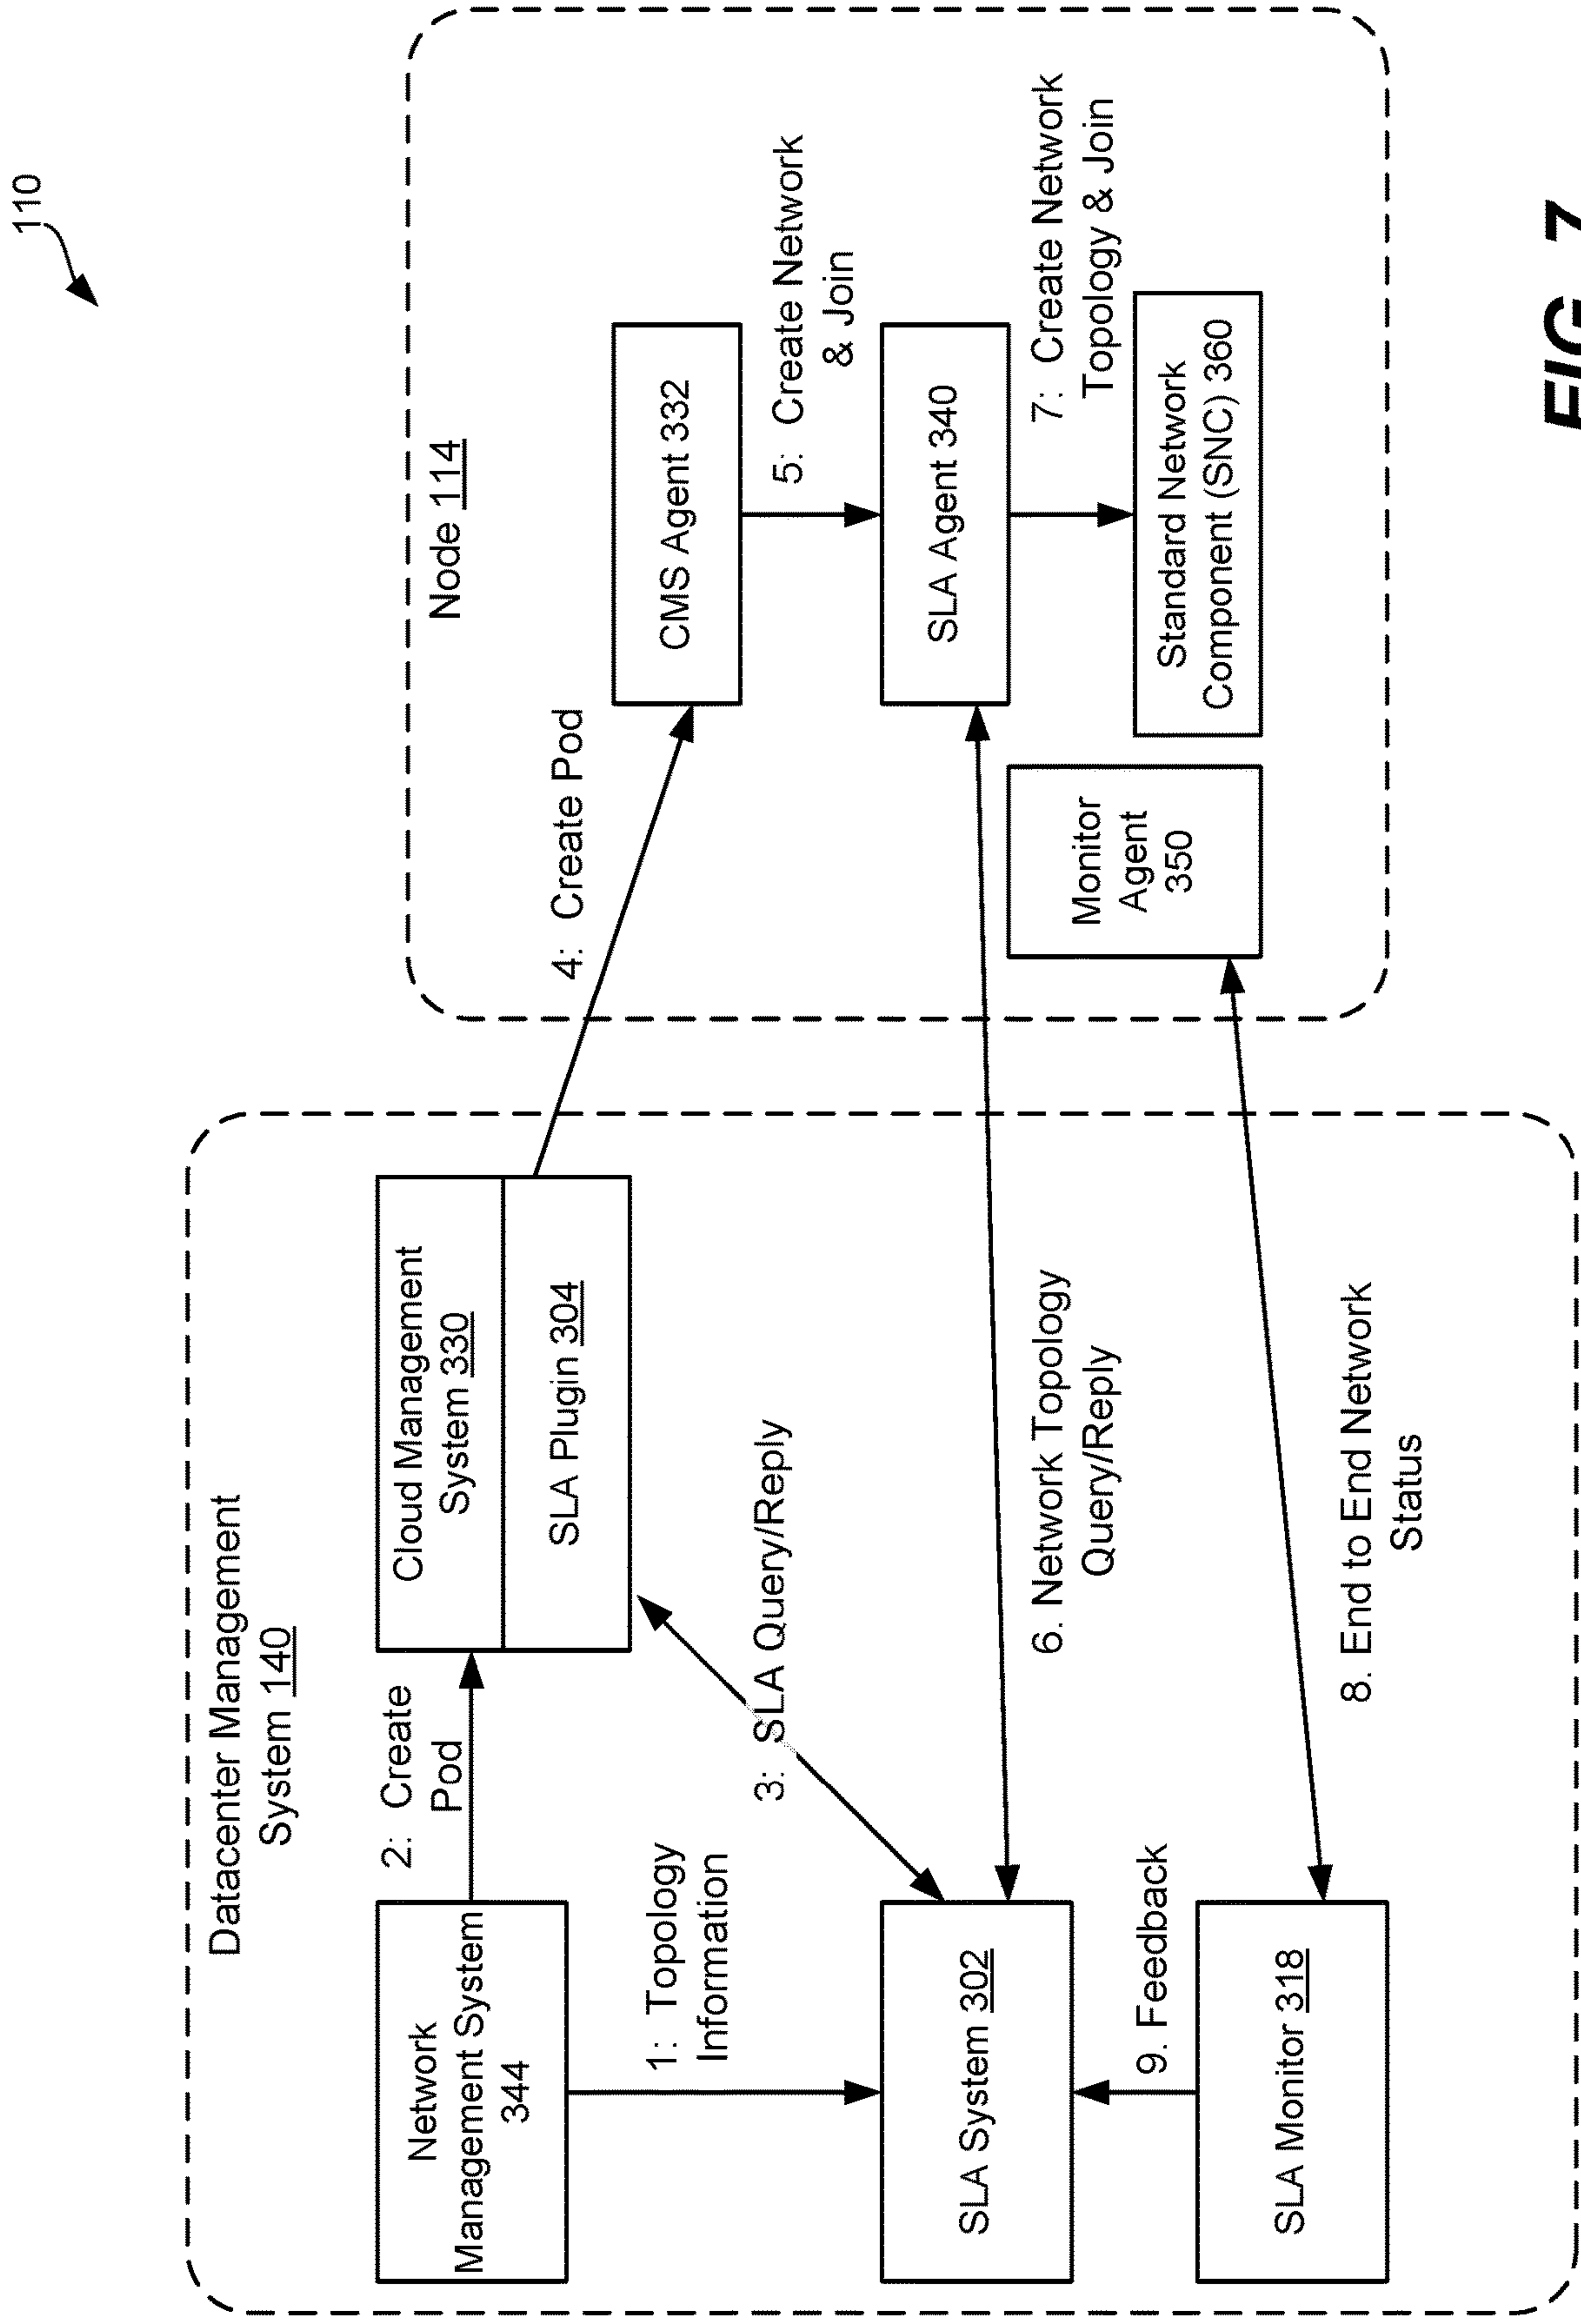 110
Datacenter Management
System 140
Network
Management System
344
2: Create
Pod
Cloud Management
System 330
SLA Plugin 304
1: Topology
Information
3: SLA Query/Reply
SLA System 302
9. Feedback
SLA Monitor 318
4: Create Pod
6. Network Topology
Query/Reply
8. End to End Network
Status
Node 114
CMS Agent 332
5: Create Network
& Join
SLA Agent 340
7: Create Network
Topology & Join
Monitor
Agent
350
Standard Network
Component (SNC) 360
FIG. 7